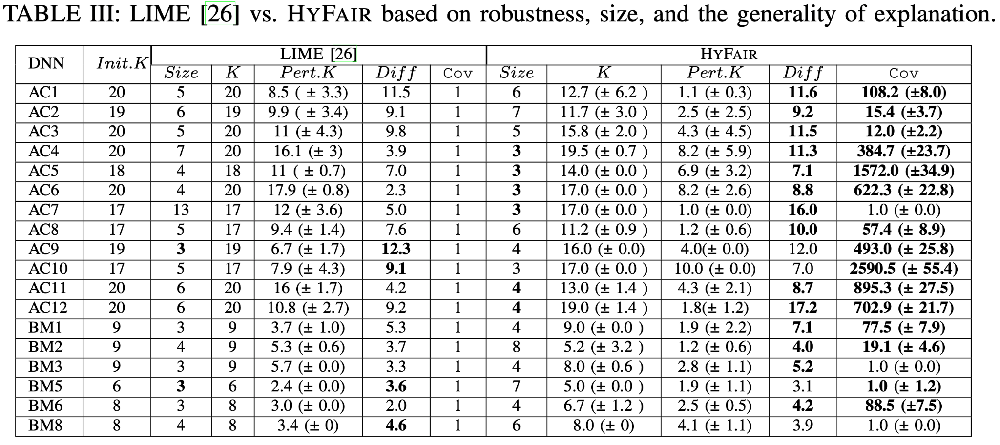 TABLE III: LIME [26] vs. HYFAIR based on robustness, size, and the generality of explanation.
DNN Init.K LIME [26] HYFAIR
Size K Pert.K Diff Cov Size K Pert.K Diff Cov
AC1 20 5 20 8.5 ( ± 3.3) 11.5 1 6 12.7 (± 6.2 ) 1.1 (± 0.3) 11.6 108.2 (±8.0)
AC2 19 6 19 9.9 ( ± 3.4) 9.1 1 7 11.7 (± 3.0 ) 2.5 (± 2.5) 9.2 15.4 (±3.7)
AC3 20 5 20 11 (± 4.3) 9.8 1 5 15.8 (± 2.0 ) 4.3 (± 4.5) 11.5 12.0 (±2.2)
AC4 20 7 20 16.1 (± 3) 3.9 1 3 19.5 (± 0.7 ) 8.2 (± 5.9) 11.3 384.7 (±23.7)
AC5 18 4 18 11 ( ± 0.7) 7.0 1 3 14.0 (± 0.0 ) 6.9 (± 3.2) 7.1 1572.0 (±34.9)
AC6 20 4 20 17.9 (± 0.8) 2.3 1 3 17.0 (± 0.0 ) 8.2 (± 2.6) 8.8 622.3 (± 22.8)
AC7 17 13 17 12 (± 3.6) 5.0 1 3 17.0 (± 0.0 ) 1.0 (± 0.0) 16.0 1.0 (± 0.0)
AC8 17 5 17 9.4 (± 1.4) 7.6 1 6 11.2 (± 0.9 ) 1.2 (± 0.6) 10.0 57.4 (± 8.9)
AC9 19 3 19 6.7 (± 1.7) 12.3 1 4 16.0 (± 0.0) 4.0(± 0.0) 12.0 493.0 (± 25.8)
AC10 17 5 17 7.9 (± 4.3) 9.1 1 3 17.0 (± 0.0 ) 10.0 (± 0.0) 7.0 2590.5 (± 55.4)
AC11 20 6 20 16 (± 1.7) 4.2 1 4 13.0 (± 1.4 ) 4.3 (± 2.1) 8.7 895.3 (± 27.5)
AC12 20 6 20 10.8 (± 2.7) 9.2 1 4 19.0 (± 1.4 ) 1.8(± 1.2) 17.2 702.9 (± 21.7)
BM1 9 3 9 3.7 (± 1.0) 5.3 1 4 9.0 (± 0.0 ) 1.9 (± 2.2) 7.1 77.5 (± 7.9)
BM2 9 4 9 5.3 (± 0.6) 3.7 1 8 5.2 (± 3.2 ) 1.2 (± 0.6) 4.0 19.1 (± 4.6)
BM3 9 3 9 5.7 (± 0.0) 3.3 1 4 8.0 (± 0.6 ) 2.8 (± 1.1) 5.2 1.0 (± 0.0)
BM5 6 3 6 2.4 (± 0.0) 3.6 1 7 5.0 (± 0.0 ) 1.9 (± 1.1) 3.1 1.0 (± 1.2)
BM6 8 3 8 3.0 (± 0.0) 2.0 1 4 6.7 (± 1.2 ) 2.5 (± 0.5) 4.2 88.5 (±7.5)
BM8 8 4 8 3.4 (± 0) 4.6 1 6 8.0 (± 0) 4.1 (± 1.1) 3.9 1.0 (± 0.0)